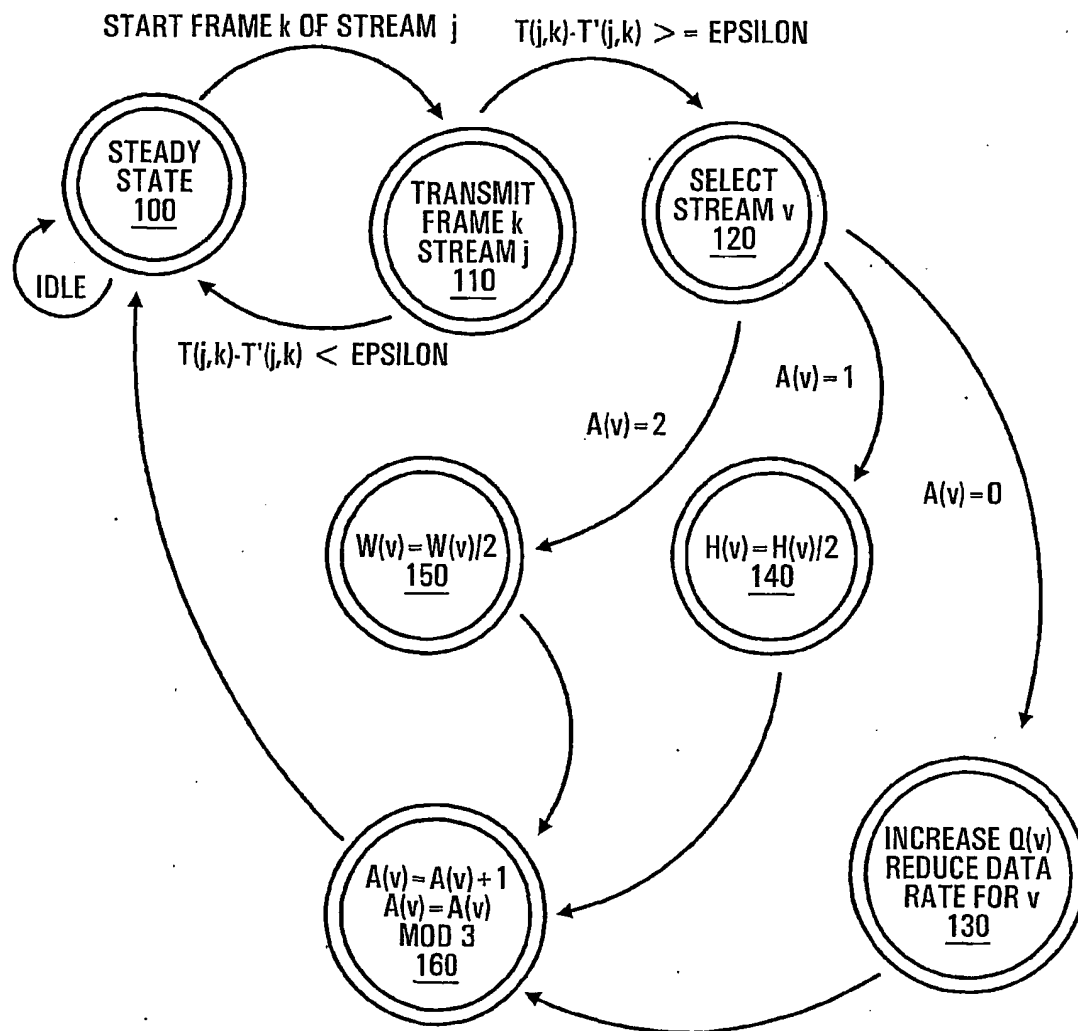 START FRAME k OF STREAM j
T(j,k)-T'(j,k) > = EPSILON
STEADY
STATE
100
TRANSMIT
FRAME k
STREAM j
110
SELECT
STREAM v
120
IDLE
T(j,k)-T'(j,k) < EPSILON
A(v)=1
A(v)=2
A(v)=0
W(v)=W(v)/2
150
H(v)=H(v)/2
140
INCREASE Q(v)
REDUCE DATA
RATE FOR v
130
A(v)=A(v)+1
A(v)=A(v)
MOD 3
160